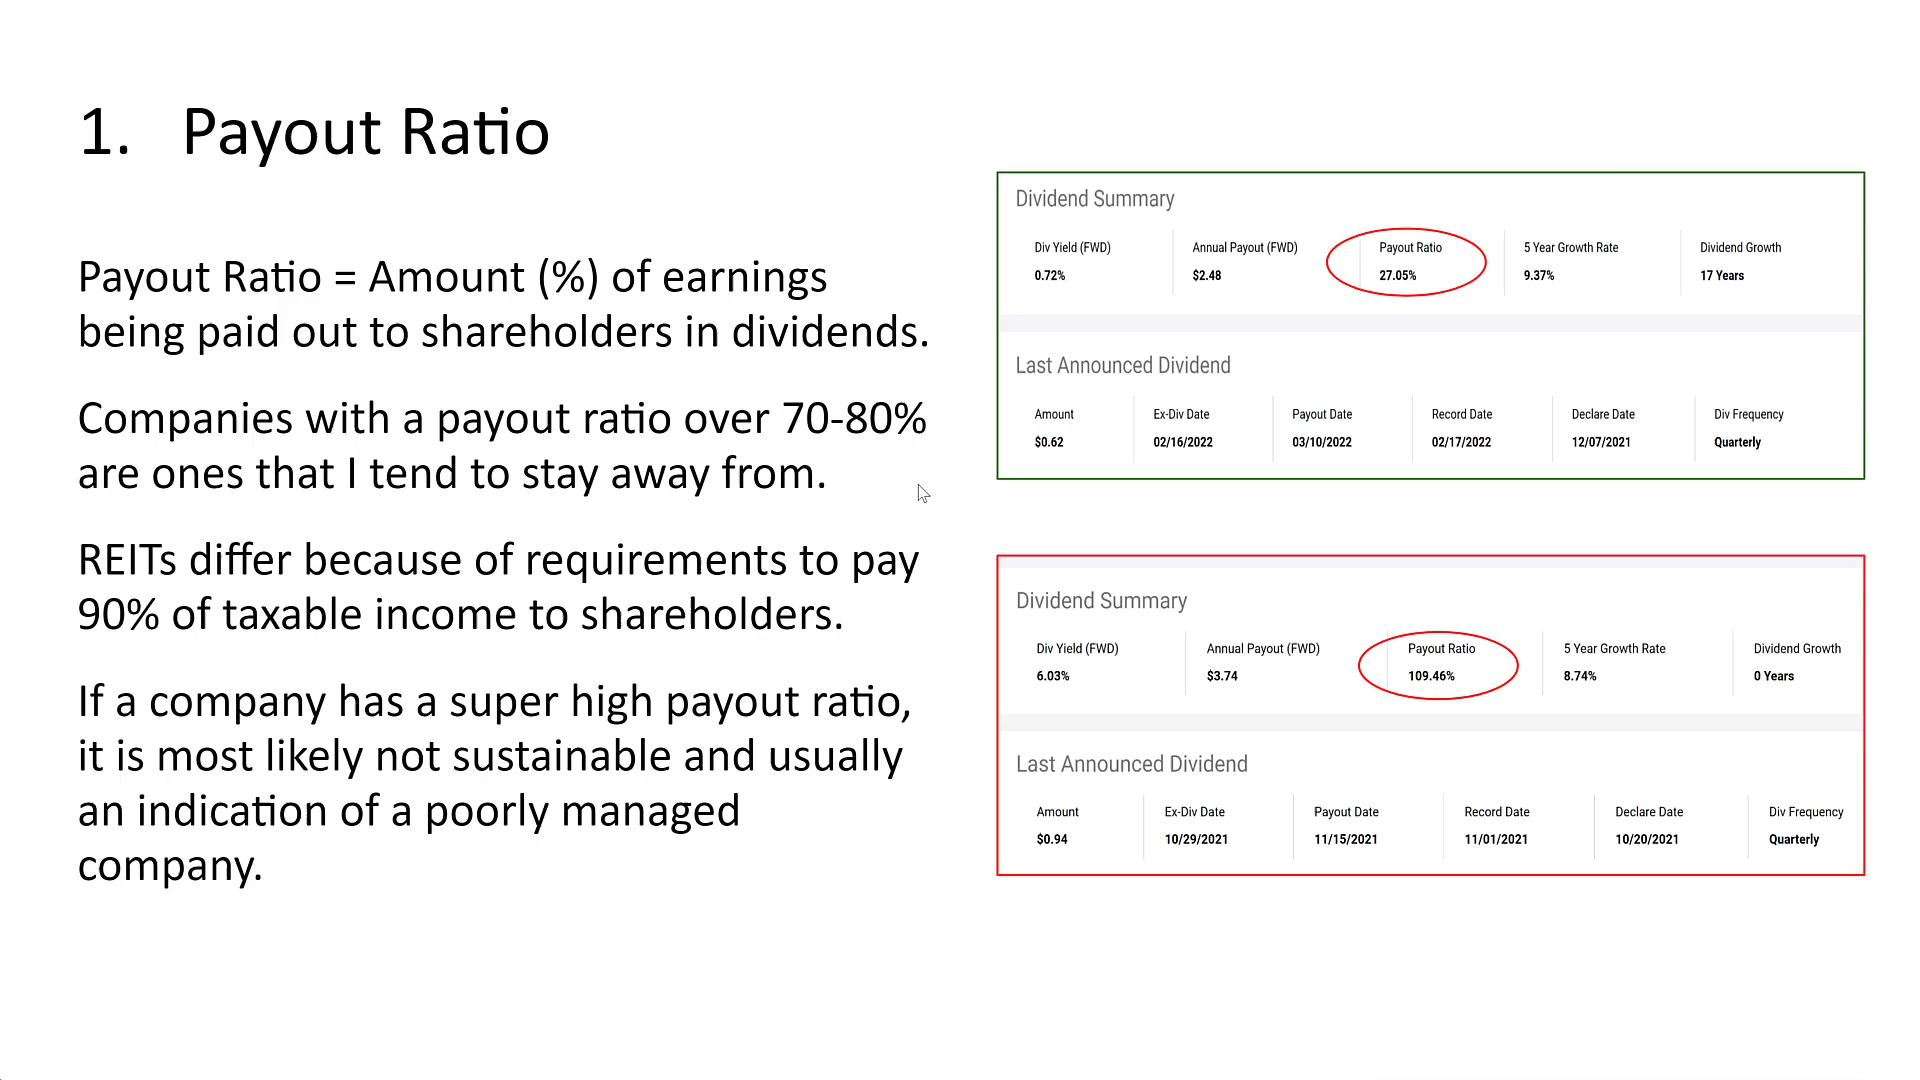 1. Payout Ratio
Payout Ratio = Amount (%) of earnings
being paid out to shareholders in dividends.
Companies with a payout ratio over 70-80%
are ones that I tend to stay away from.
REITs differ because of requirements to pay
90% of taxable income to shareholders.
If a company has a super high payout ratio,
it is most likely not sustainable and usually
an indication of a poorly managed
company.
Dividend Summary
Div Yield (FWD) Annual Payout (FWD) Payout Ratio 5 Year Growth Rate Dividend Growth
0.72% $2.48 27.05% 9.37% 17 Years
Last Announced Dividend
Amount Ex-Div Date Payout Date Record Date Declare Date Div Frequency
$0.62 02/16/2022 03/10/2022 02/17/2022 12/07/2021 Quarterly
Dividend Summary
Div Yield (FWD) Annual Payout (FWD) Payout Ratio 5 Year Growth Rate Dividend Growth
6.03% $3.74 109.46% 8.74% 0 Years
Last Announced Dividend
Amount Ex-Div Date Payout Date Record Date Declare Date Div Frequency
$0.94 10/29/2021 11/15/2021 11/01/2021 10/20/2021 Quarterly